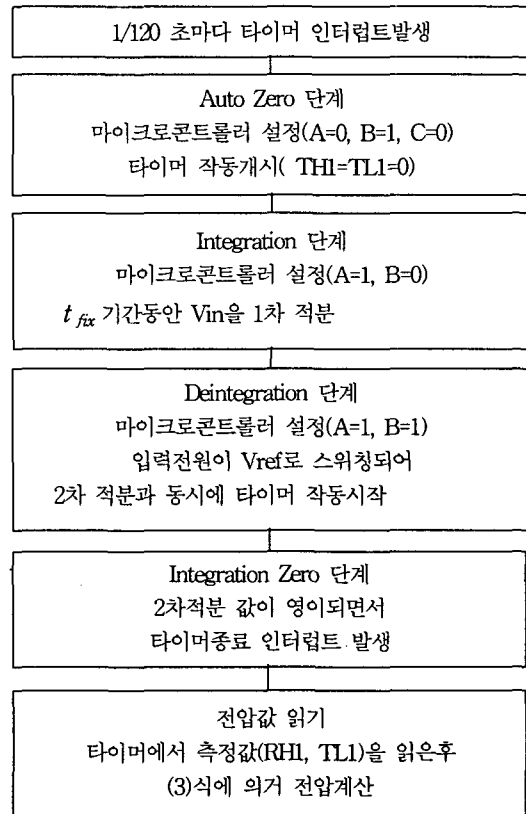 1/120 초마다 타이머 인터럽트발생
Auto Zero 단계
마이크로콘트롤러 설정(A=0, B=1, C=0)
타이머 작동개시( TH1=TL1=0)
Integration 단계
마이크로콘트롤러 설정(A=1, B=0)
t fix 기간동안 Vin을 1차 적분
Deintegration 단계
마이크로콘트롤러 설정(A=1, B=1)
입력전원이 Vref로 스위칭되어
2차 적분과 동시에 타이머 작동시작
Integration Zero 단계
2차적분 값이 영이되면서
타이머종료 인터럽트 발생
전압값 읽기
타이머에서 측정값(RH1, TL1)을 읽은후
(3)식에 의거 전압계산